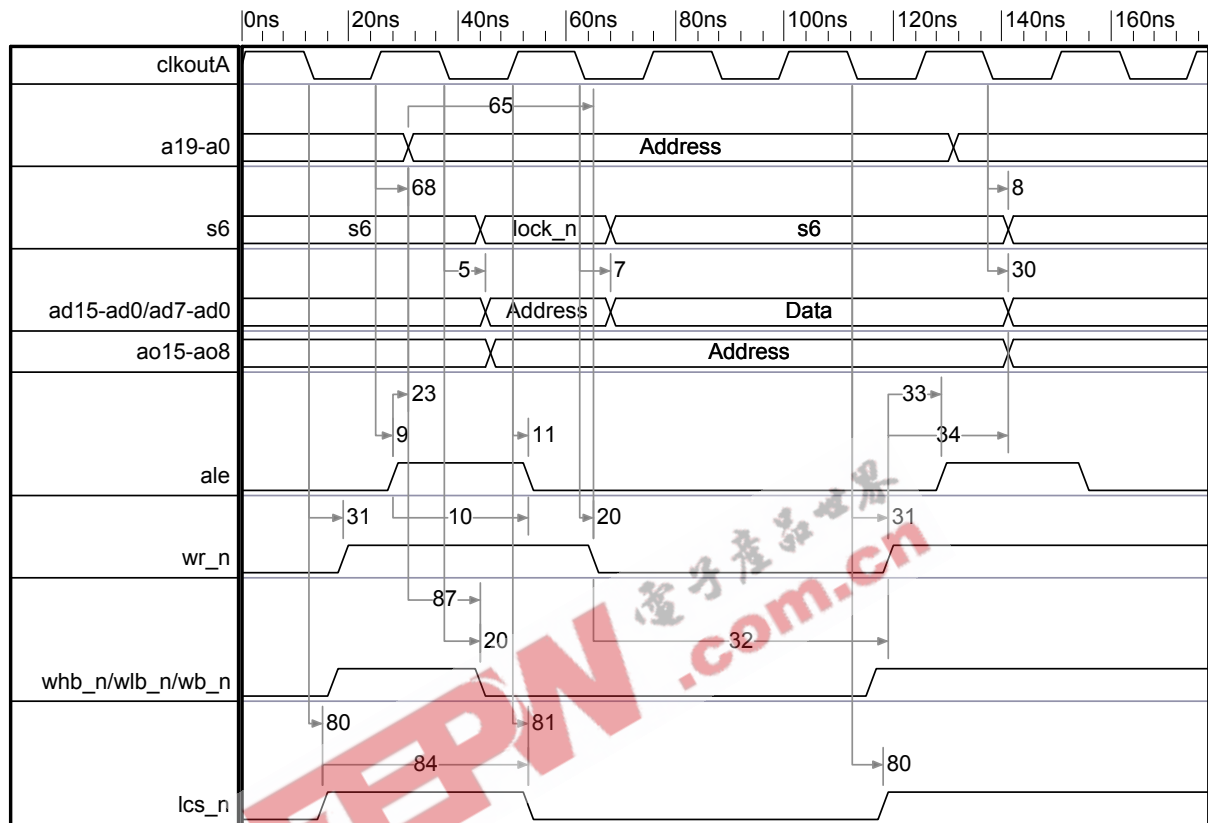 0ns 20ns 40ns 60ns 80ns 100ns 120ns 140ns 160ns
clkoutA
65
a19-a0 Address
68 8
s6 s6 lock_n s6
5 7 30
ad15-ad0/ad7-ad0 Address Data
ao15-ao8 Address
23 33
9 11 34
ale
31 10 20 31
wr_n
87
20 32
whb_n/wlb_n/wb_n
80 81
84 80
lcs_n
EEPW
電子產品世界
.com.cn